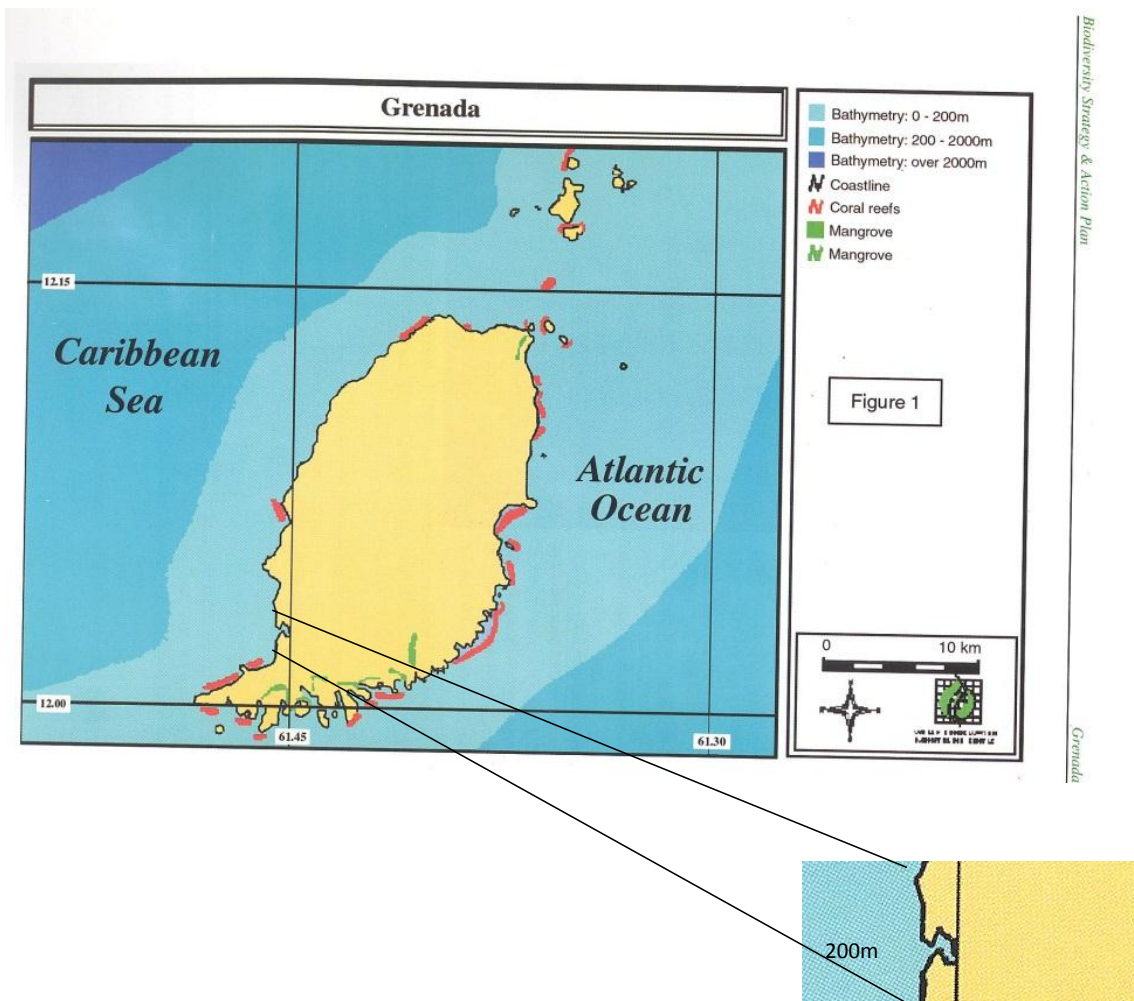 Biodiversity Strategy & Action Plan
Grenada
Bathymetry: 0 - 200m
Bathymetry: 200 - 2000m
Bathymetry: over 2000m
Coastline
Coral reefs
Mangrove
Mangrove
12.15
Caribbean
Sea
Figure 1
Atlantic
Ocean
0 10 km
12.00
61.45
61.30
Grenada
200m